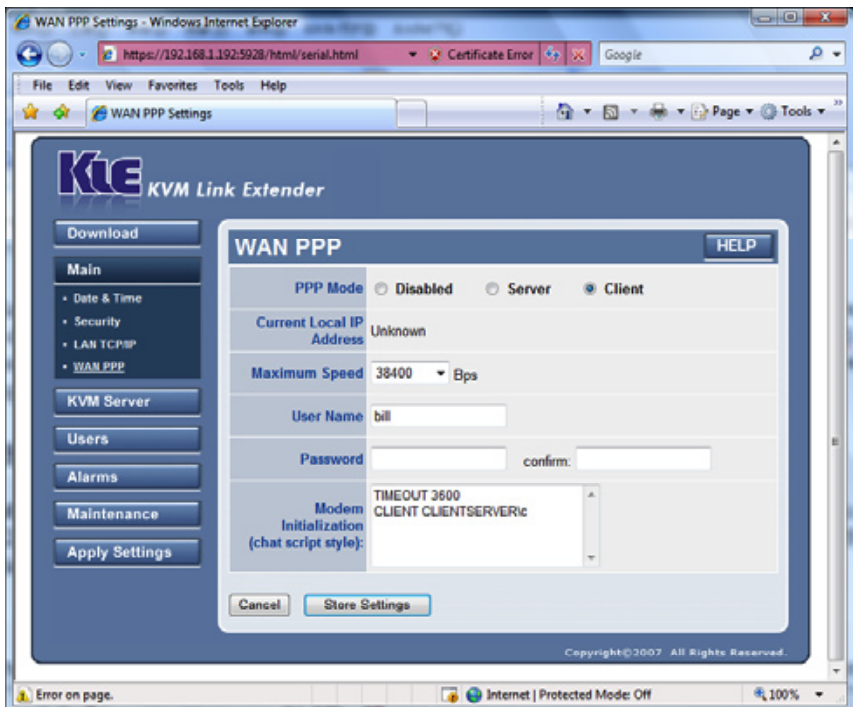 WAN PPP Settings - Windows Internet Explorer
https://192.168.1.192:5928/html/serial.html
Certificate Error
Google
File Edit View Favorites Tools Help
WAN PPP Settings
Page
Tools
KLE KVM Link Extender
Download
Main
Date & Time
Security
LAN TCP/IP
WAN PPP
KVM Server
Users
Alarms
Maintenance
Apply Settings
WAN PPP
HELP
PPP Mode Disabled Server Client
Current Local IP Address Unknown
Maximum Speed 38400 Bps
User Name bill
Password confirm:
Modem Initialization (chat script style):
TIMEOUT 3600
CLIENT CLIENTSERVER\c
Cancel Store Settings
Copyright©2007 All Rights Reserved.
Error on page.
Internet | Protected Mode: Off
100%